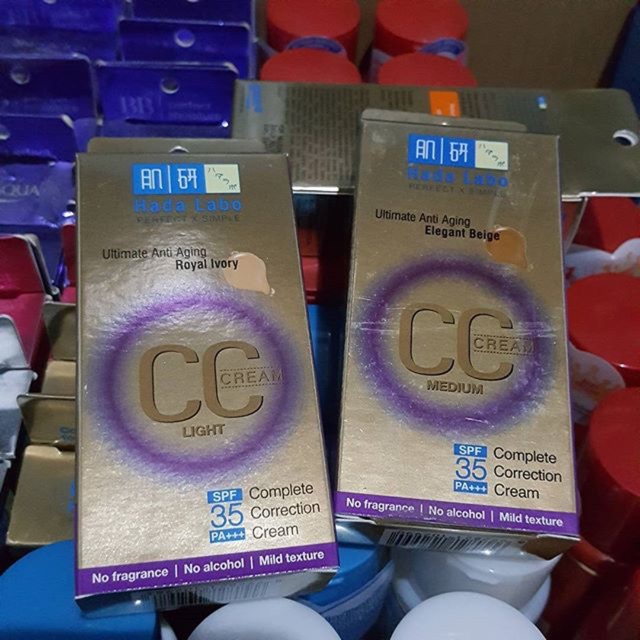 肌|研
ハダラボ
Hada Labo
PERFECT X SIMPLE
Ultimate Anti Aging
Royal Ivory
CC
CREAM
LIGHT
SPF
35
PA+++
Complete
Correction
Cream
No fragrance | No alcohol | Mild texture
肌|研
ハダラボ
Hada Labo
PERFECT X SIMPLE
Ultimate Anti Aging
Elegant Beige
CC
CREAM
MEDIUM
SPF
35
PA+++
Complete
Correction
Cream
No fragrance | No alcohol | Mild texture
BB
QUA